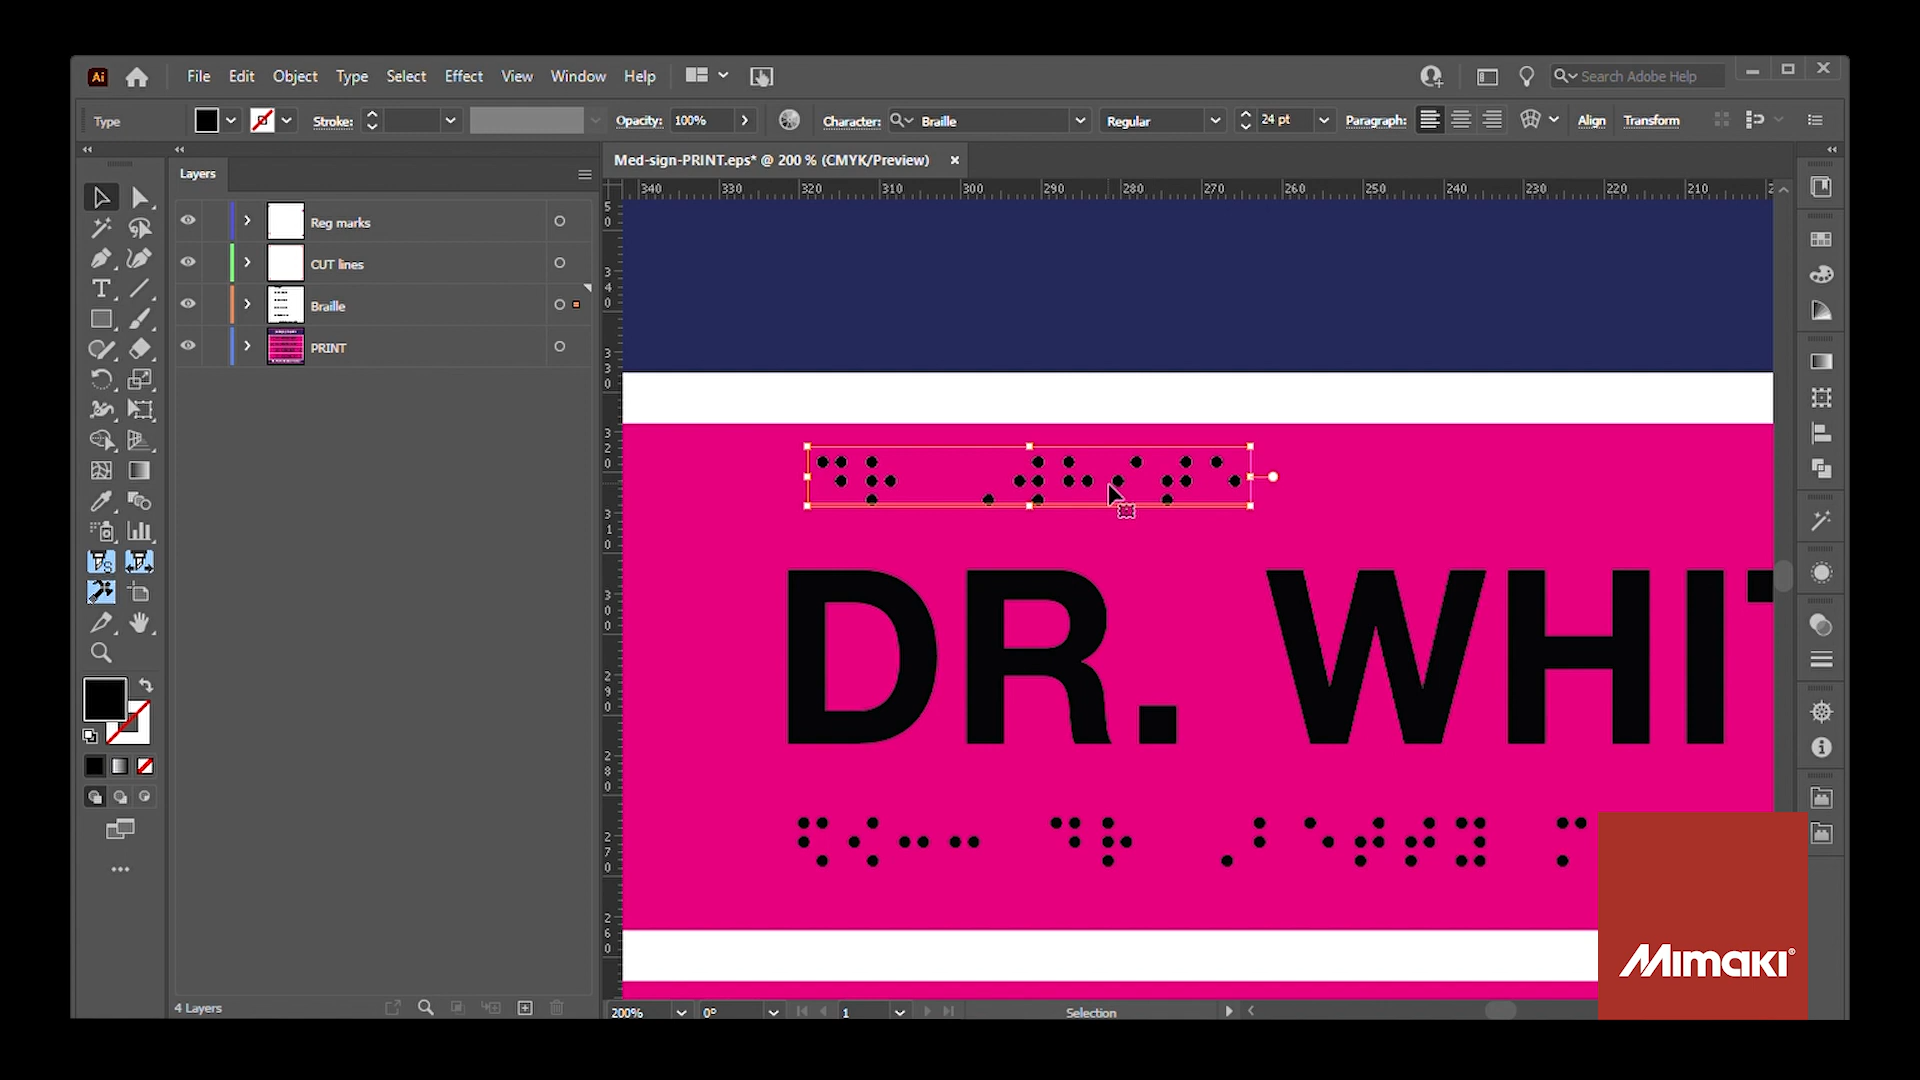 Ai File Edit Object Type Select Effect View Window Help Search Adobe Help
Type Stroke: Opacity: 100% Character: Braille Regular 24 pt Paragraph: Align Transform
Layers
Med-sign-PRINT.eps* @ 200 % (CMYK/Preview)
340 330 320 310 300 290 280 270 260 250 240 230 220 210
Reg marks
CUT lines
Braille
PRINT
⠙⠗ ⠠⠺⠓⠊⠞⠑
DR. WHIT
4 Layers
200% 0° 1 Selection
Mimaki®